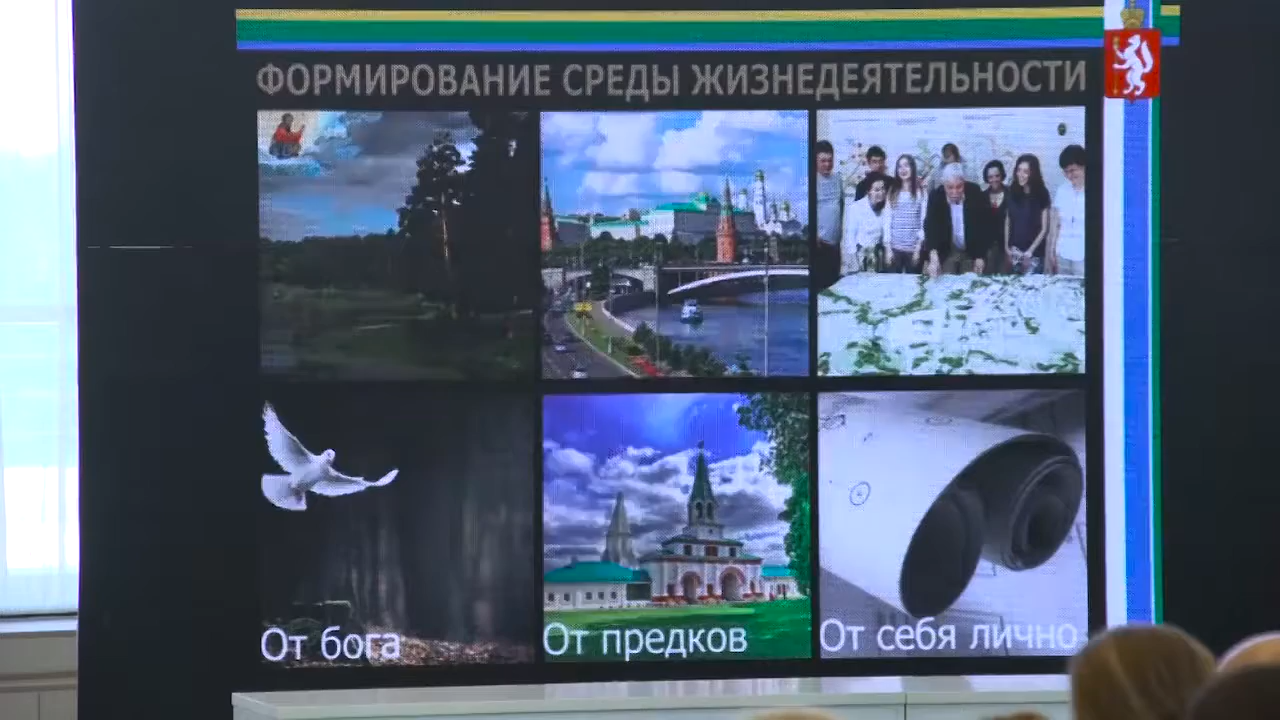 ФОРМИРОВАНИЕ СРЕДЫ ЖИЗНЕДЕЯТЕЛЬНОСТИ
От бога
От предков
От себя лично